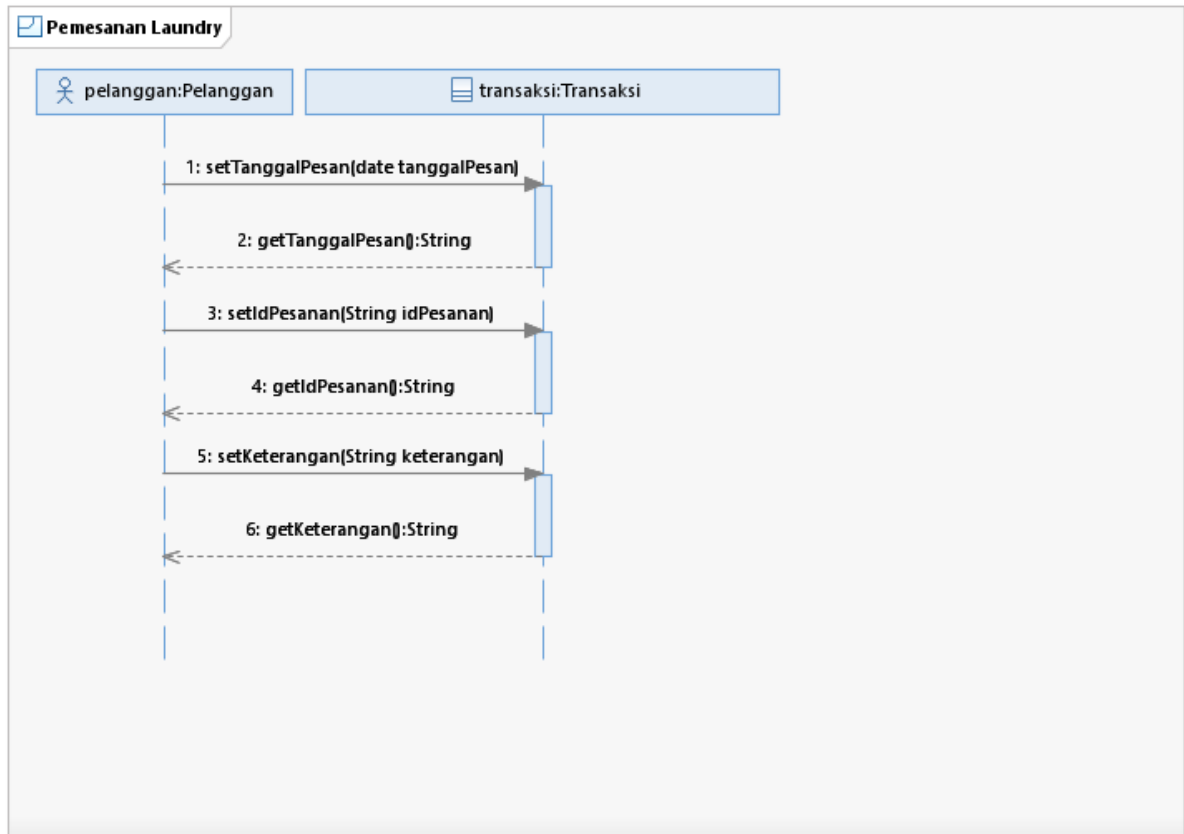 Pemesanan Laundry
pelanggan:Pelanggan
transaksi:Transaksi
1: setTanggalPesan(date tanggalPesan)
2: getTanggalPesan():String
3: setIdPesanan(String idPesanan)
4: getIdPesanan():String
5: setKeterangan(String keterangan)
6: getKeterangan():String